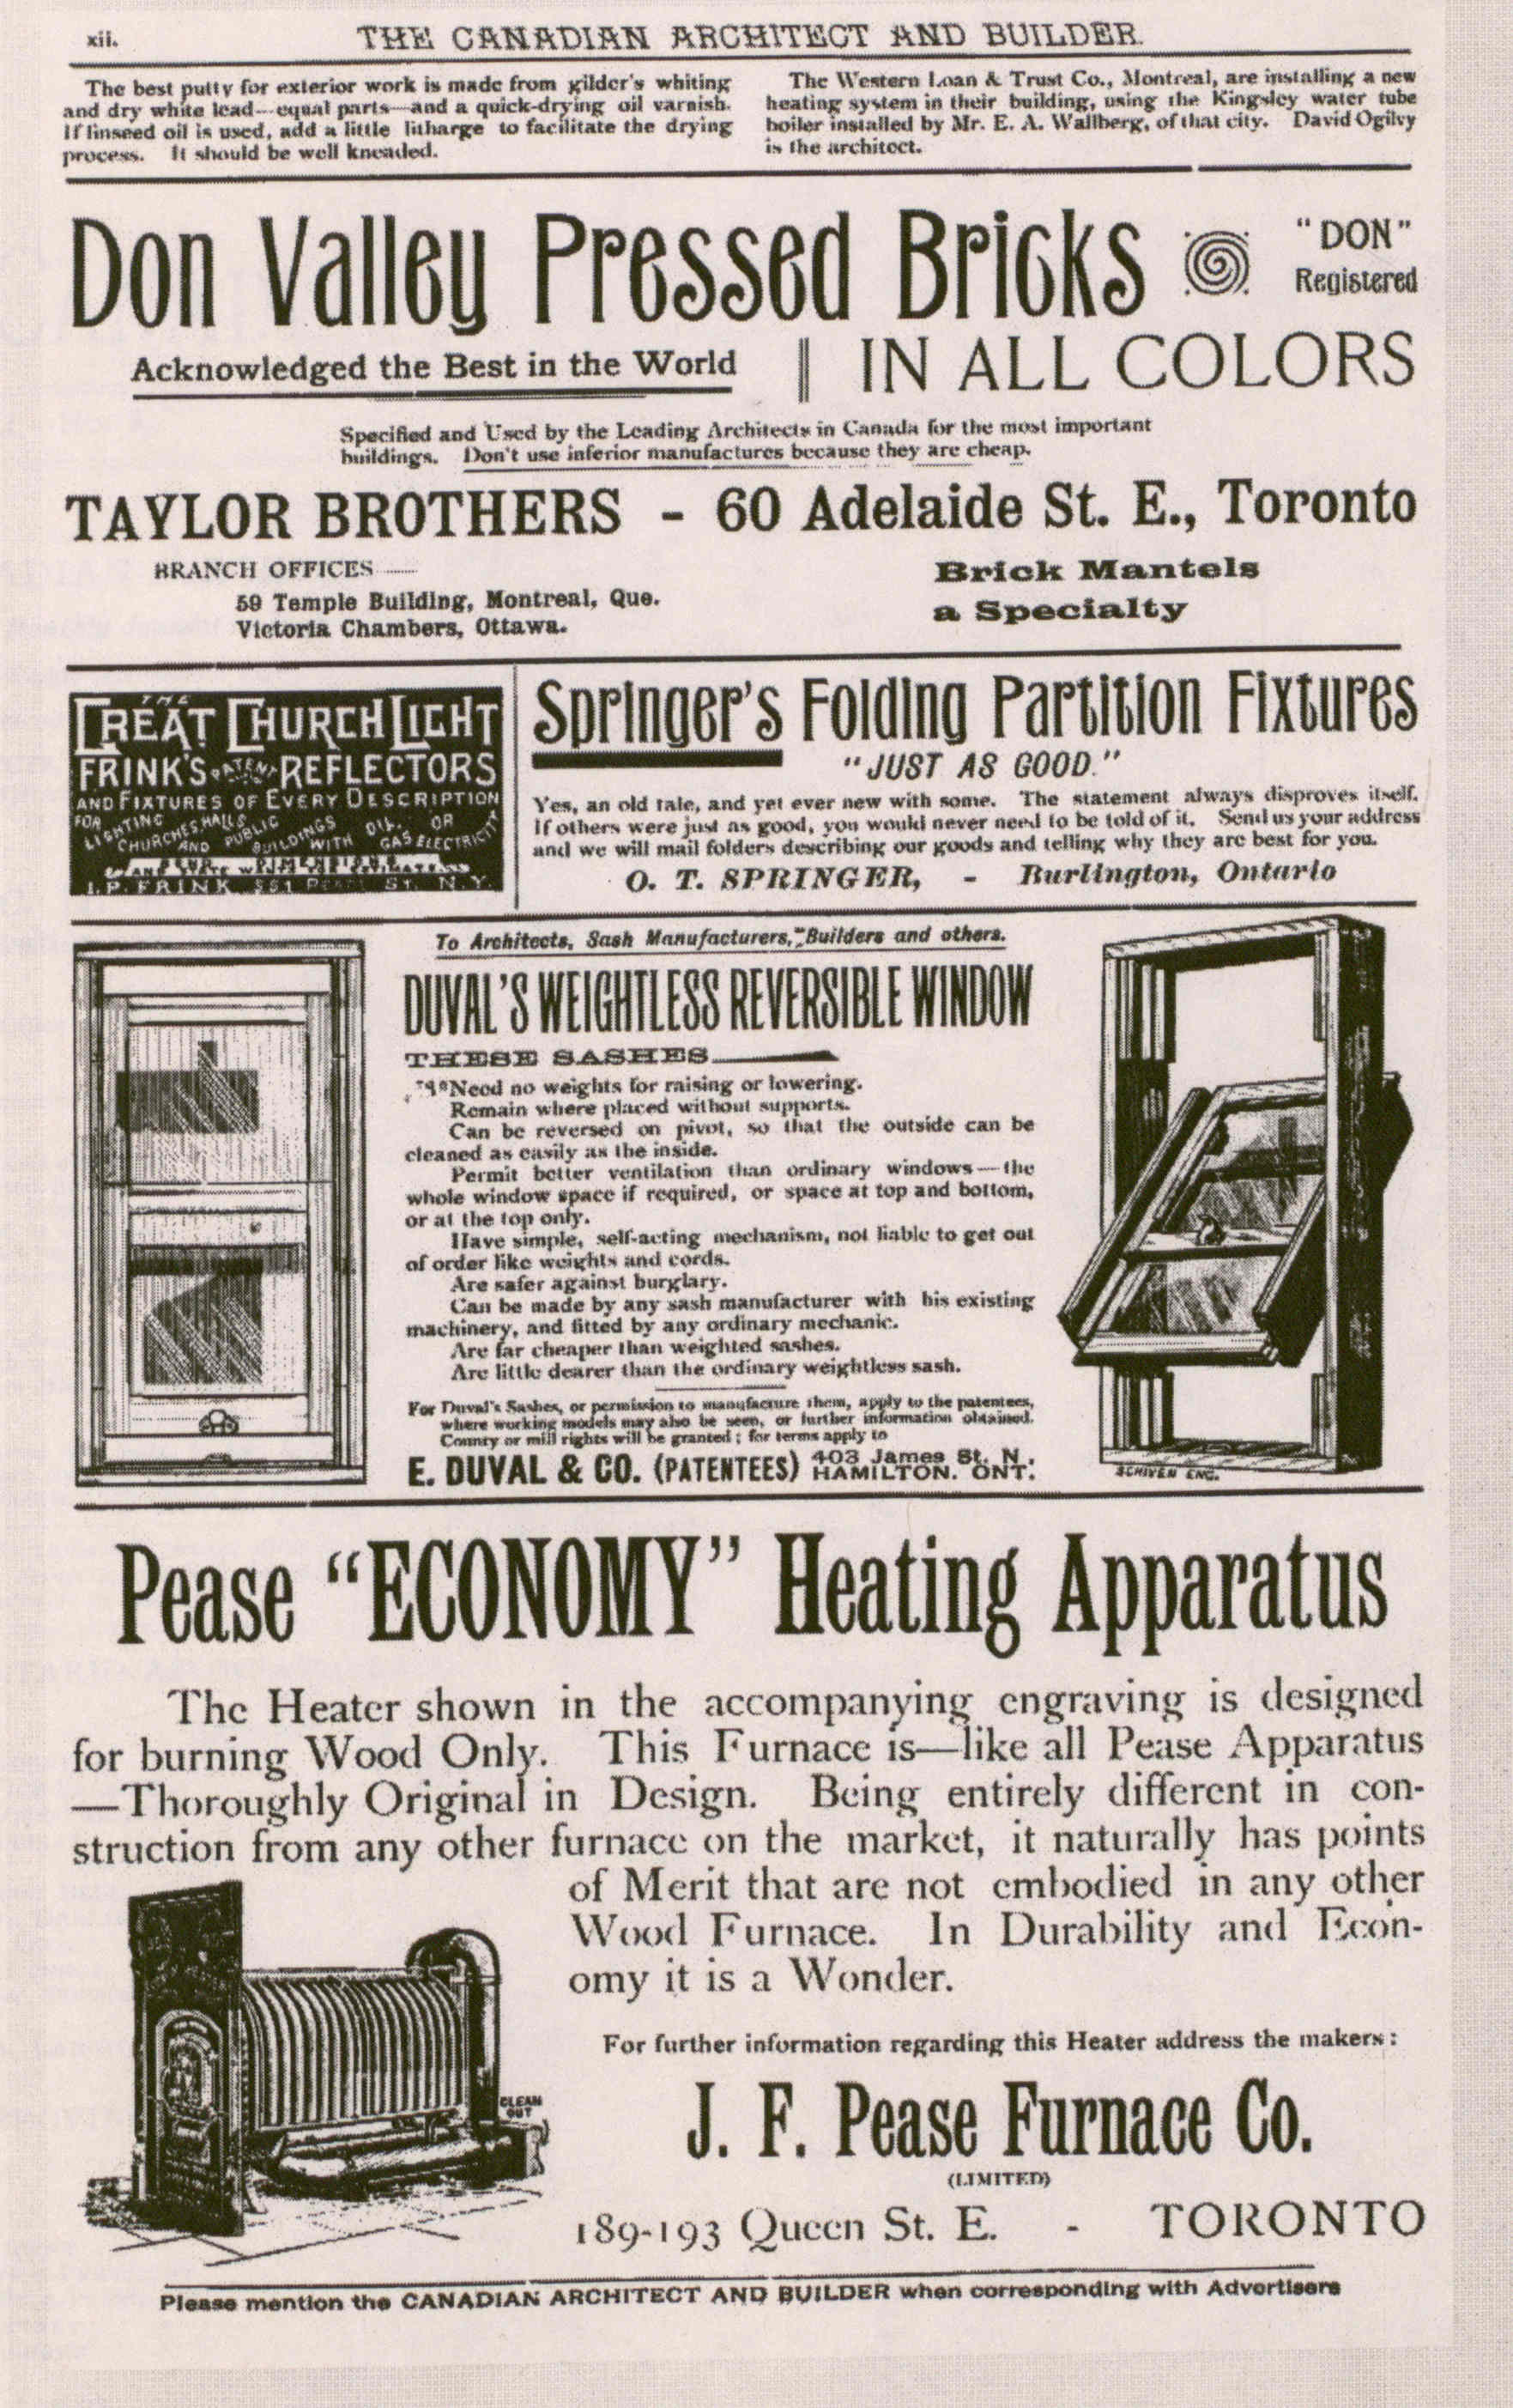 xii.
THE CANADIAN ARCHITECT AND BUILDER.
The best putty for exterior work is made from gilder's whiting
and dry white lead—equal parts—and a quick-drying oil varnish.
If linseed oil is used, add a little litharge to facilitate the drying
process. It should be well kneaded.
The Western Loan & Trust Co., Montreal, are installing a new
heating system in their building, using the Kingsley water tube
boiler installed by Mr. E. A. Wallberg, of that city. David Ogilvy
is the architect.
Don Valley Pressed Bricks
"DON"
Registered
Acknowledged the Best in the World
IN ALL COLORS
Specified and Used by the Leading Architects in Canada for the most important
buildings. Don't use inferior manufactures because they are cheap.
TAYLOR BROTHERS - 60 Adelaide St. E., Toronto
BRANCH OFFICES
59 Temple Building, Montreal, Que.
Victoria Chambers, Ottawa.
Brick Mantels
a Specialty
THE
GREAT CHURCH LIGHT
FRINK'S PATENT REFLECTORS
AND FIXTURES OF EVERY DESCRIPTION
FOR LIGHTING CHURCHES, HALLS AND PUBLIC BUILDINGS WITH OIL, GAS OR ELECTRICITY
I. P. FRINK, 551 PEARL ST. N.Y.
Springer's Folding Partition Fixtures
"JUST AS GOOD."
Yes, an old tale, and yet ever new with some. The statement always disproves itself.
If others were just as good, you would never need to be told of it. Send us your address
and we will mail folders describing our goods and telling why they are best for you.
O. T. SPRINGER, - Burlington, Ontario
To Architects, Sash Manufacturers, Builders and others.
DUVAL'S WEIGHTLESS REVERSIBLE WINDOW
THESE SASHES
Need no weights for raising or lowering.
Remain where placed without supports.
Can be reversed on pivot, so that the outside can be
cleaned as easily as the inside.
Permit better ventilation than ordinary windows—the
whole window space if required, or space at top and bottom,
or at the top only.
Have simple, self-acting mechanism, not liable to get out
of order like weights and cords.
Are safer against burglary.
Can be made by any sash manufacturer with his existing
machinery, and fitted by any ordinary mechanic.
Are far cheaper than weighted sashes.
Are little dearer than the ordinary weightless sash.
For Duval's Sashes, or permission to manufacture them, apply to the patentees,
where working models may also be seen, or further information obtained.
County or mill rights will be granted; for terms apply to
E. DUVAL & CO. (PATENTEES) 403 James St. N.
HAMILTON. ONT.
SCRIVEN ENG.
Pease "ECONOMY" Heating Apparatus
The Heater shown in the accompanying engraving is designed
for burning Wood Only. This Furnace is—like all Pease Apparatus
—Thoroughly Original in Design. Being entirely different in con-
struction from any other furnace on the market, it naturally has points
of Merit that are not embodied in any other
Wood Furnace. In Durability and Econ-
omy it is a Wonder.
CLEAN
OUT
For further information regarding this Heater address the makers:
J. F. Pease Furnace Co.
(LIMITED)
189-193 Queen St. E. - TORONTO
Please mention the CANADIAN ARCHITECT AND BUILDER when corresponding with Advertisers